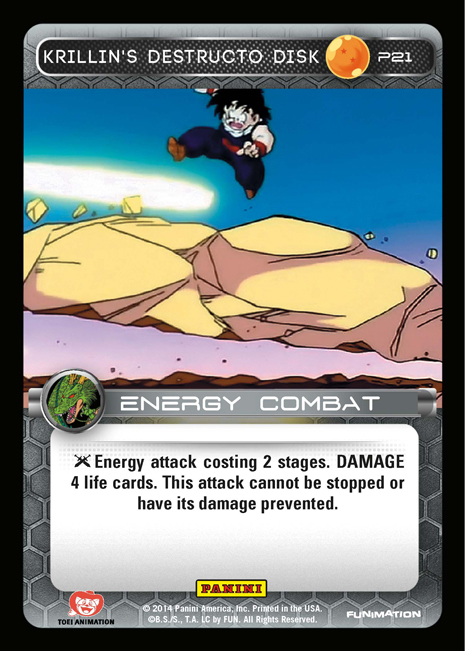 KRILLIN'S DESTRUCTO DISK P21
ENERGY COMBAT
Energy attack costing 2 stages. DAMAGE
4 life cards. This attack cannot be stopped or
have its damage prevented.
PANINI
TOEI ANIMATION
© 2014 Panini America, Inc. Printed in the USA.
©B.S./S., T.A. LC by FUN. All Rights Reserved.
FUNIMATION